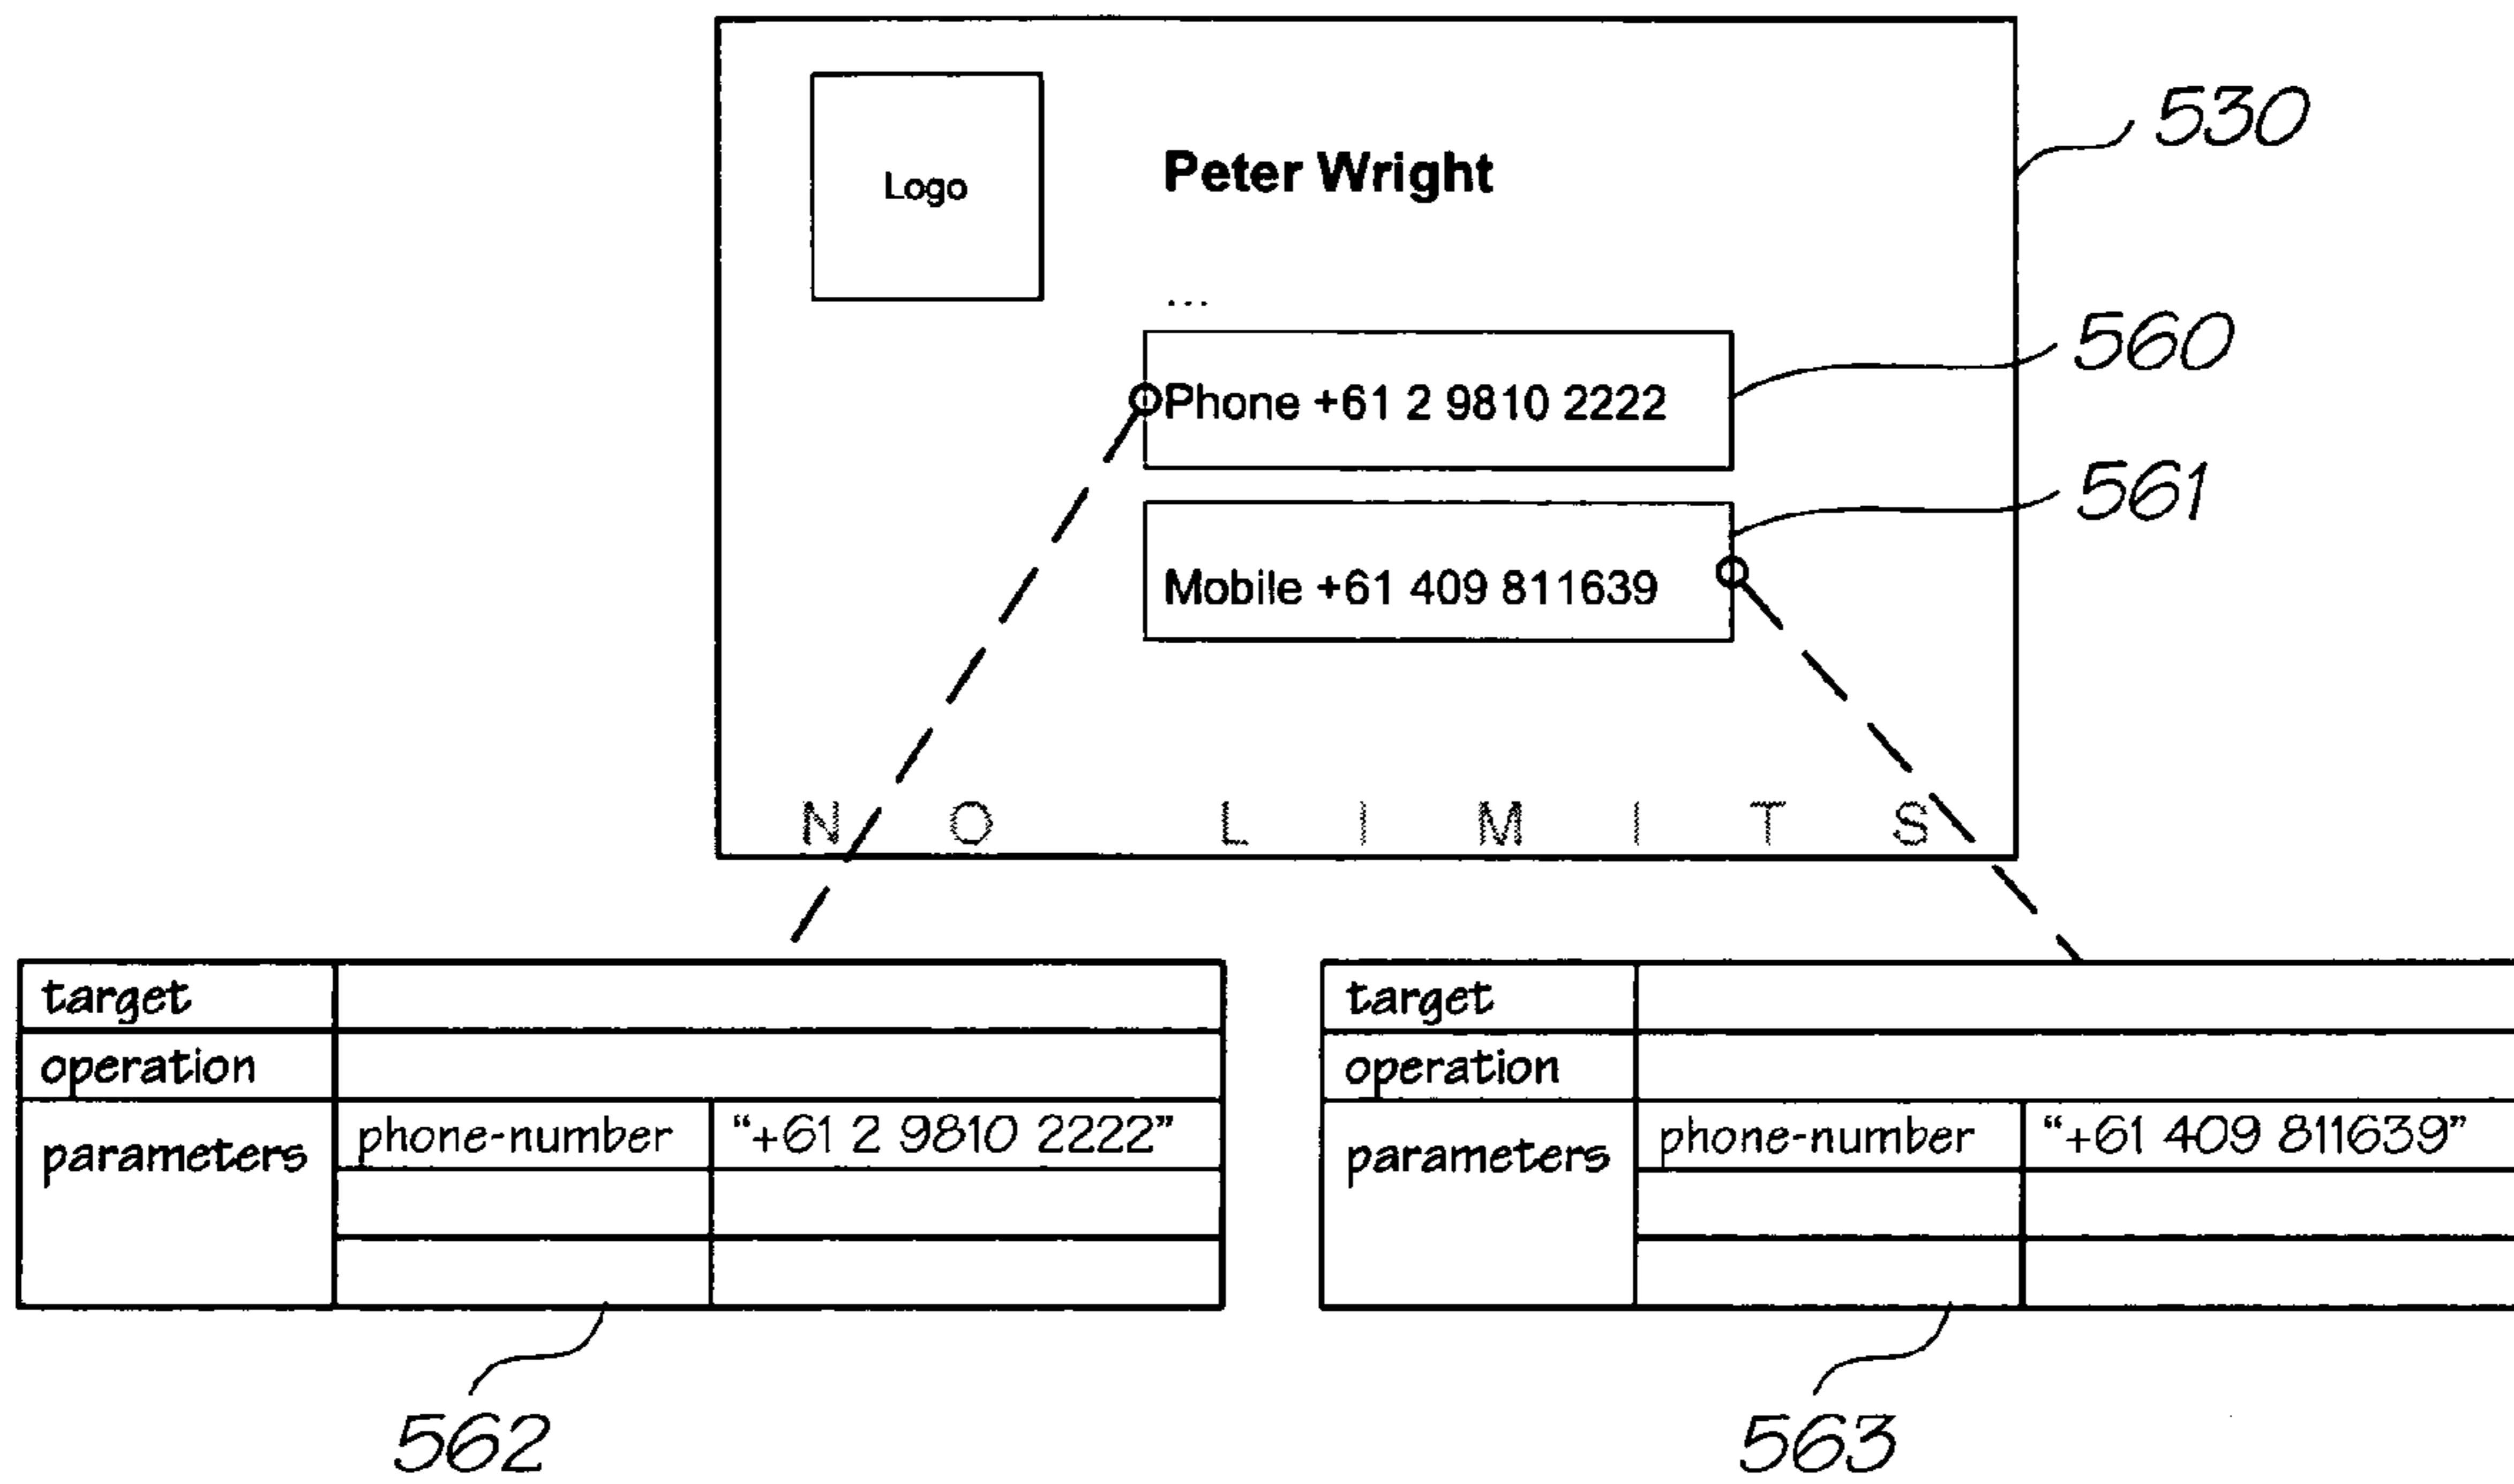 530
Logo
Peter Wright
...
560
Phone +61 2 9810 2222
561
Mobile +61 409 811639
N O L I M I T S
target
operation
parameters phone-number “+61 2 9810 2222”
562
target
operation
parameters phone-number “+61 409 811639”
563